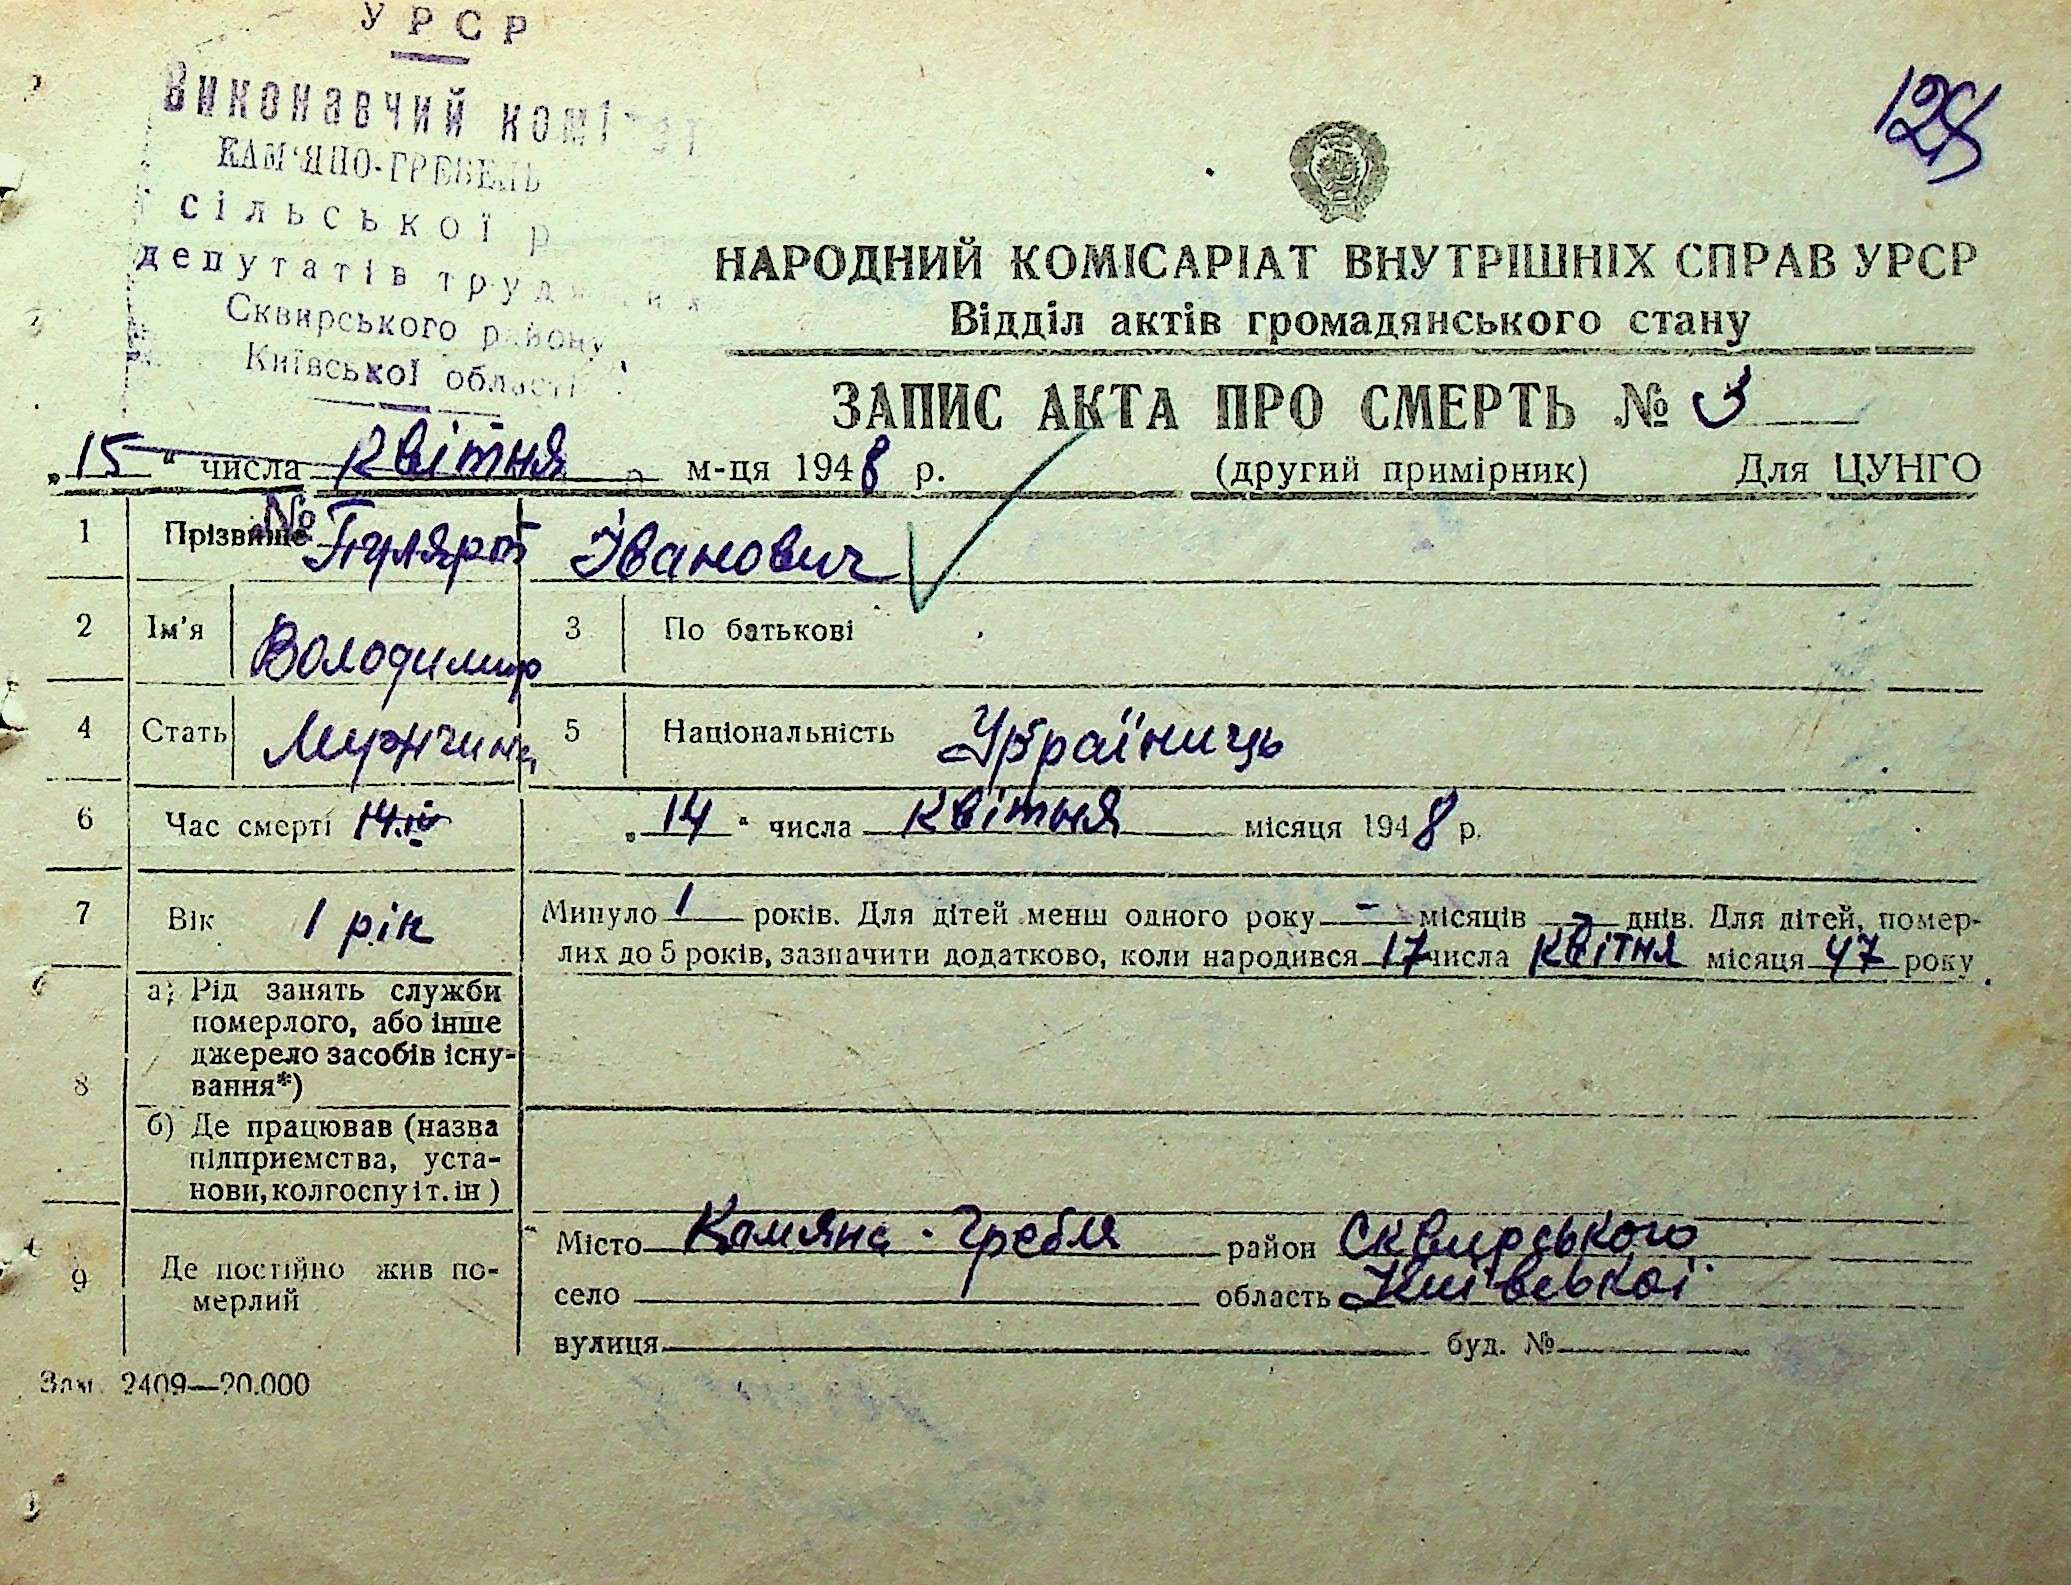 УРСР
Виконавчий комітет
КАМ'ЯНО-ГРЕБЕЛЬ
сільської р
депутатів трудящих
Сквирського району
Київської області
125
НАРОДНИЙ КОМІСАРІАТ ВНУТРІШНІХ СПРАВ УРСР
Відділ актів громадянського стану
ЗАПИС АКТА ПРО СМЕРТЬ № 3
„15“ числа квітня м-ця 1948 р. (другий примірник) Для ЦУНГО
№
1 Прізвище Гулярт Іванович
2 Ім'я Володимир 3 По батькові
4 Стать Мужчина 5 Національність Україниць
6 Час смерті 14.IV „14“ числа квітня місяця 1948 р.
7 Вік 1 рік Минуло 1 років. Для дітей менш одного року - місяців - днів. Для дітей, помер-
лих до 5 років, зазначити додатково, коли народився 17 числа квітня місяця 47 року
8 а) Рід занять служби
померлого, або інше
джерело засобів існу-
вання*)
б) Де працював (назва
підприємства, уста-
нови, колгоспу і т. ін)
9 Де постійно жив по-
мерлий
Місто Камяна-Гребля район Сквирського
село область Київської
вулиця буд. №
Зам. 2409—20.000